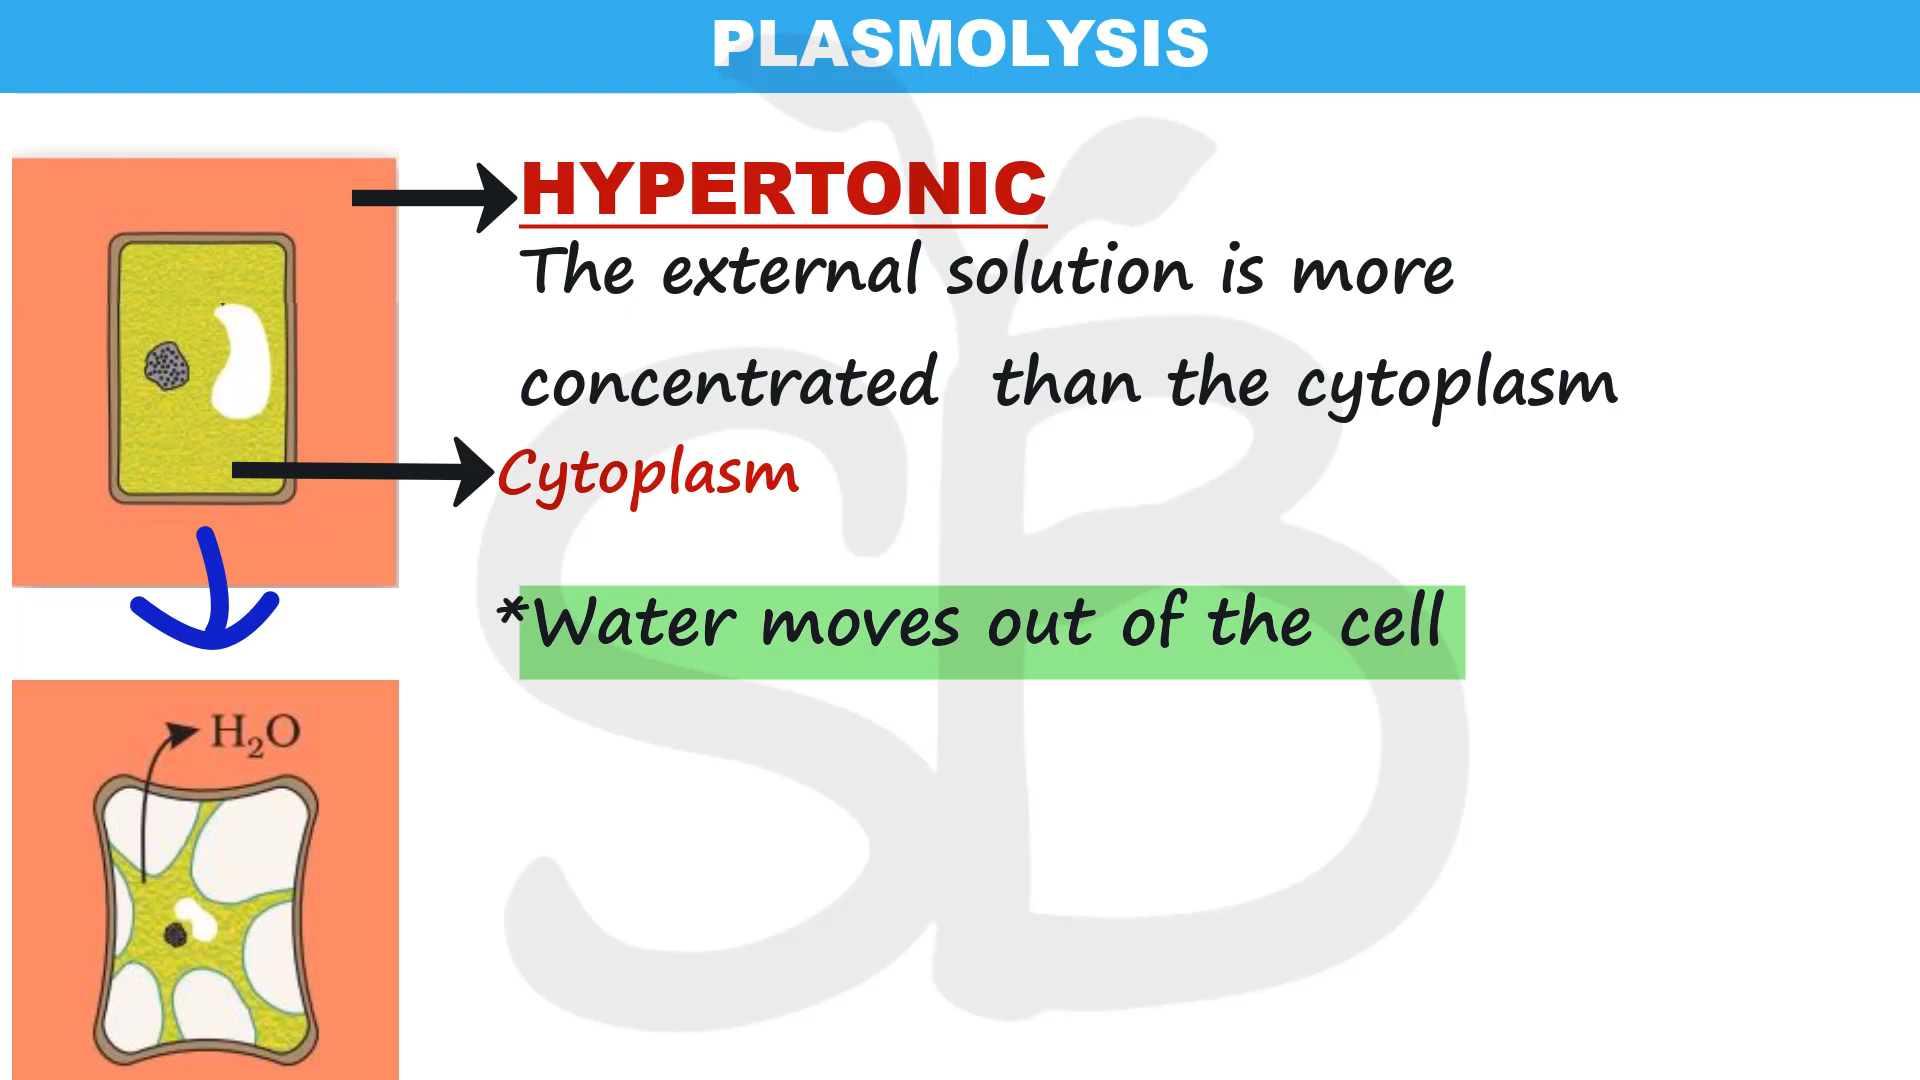 PLASMOLYSIS
HYPERTONIC
The external solution is more
concentrated than the cytoplasm
Cytoplasm
*Water moves out of the cell
H₂O
SB